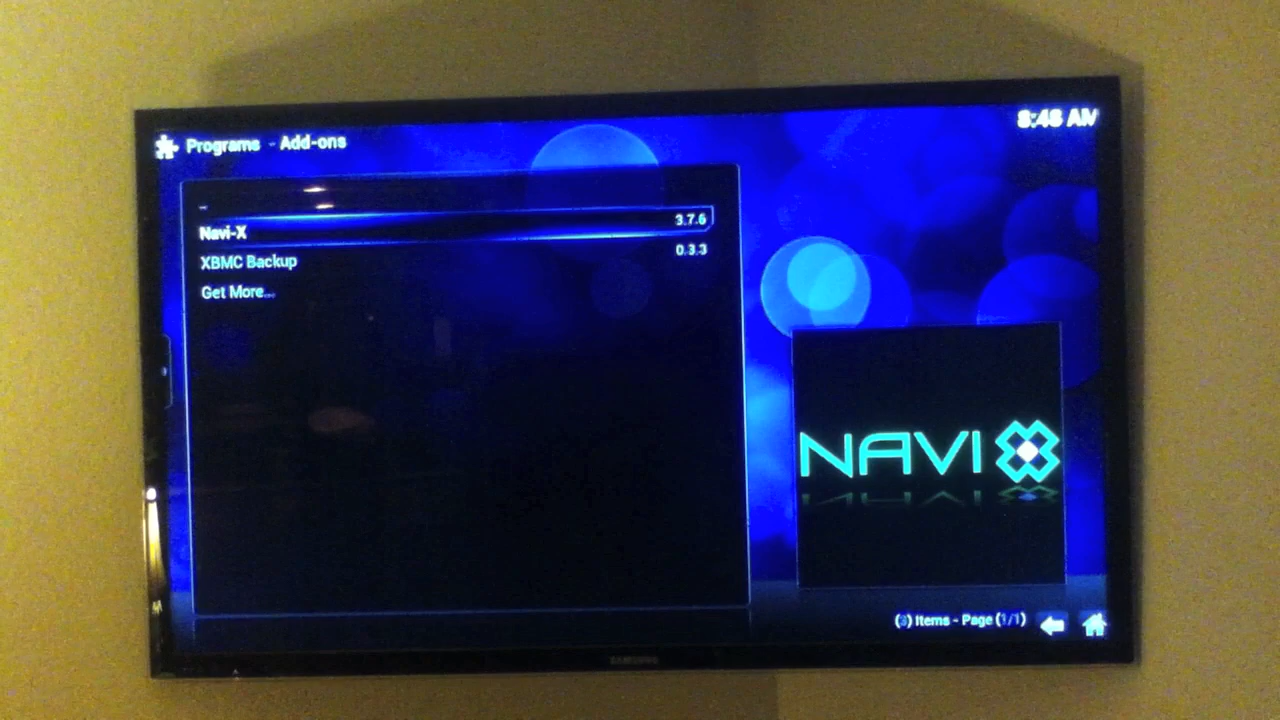 Programs - Add-ons
8:46 AM
Navi-X 3.7.6
XBMC Backup 0.3.3
Get More...
NAVI X
(3) Items - Page (1/1)
SAMSUNG